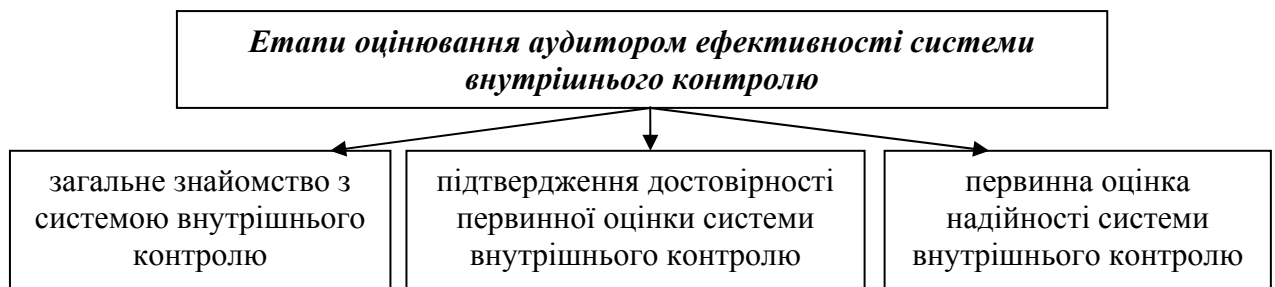 Етапи оцінювання аудитором ефективності системи
внутрішнього контролю
загальне знайомство з
системою внутрішнього
контролю
підтвердження достовірності
первинної оцінки системи
внутрішнього контролю
первинна оцінка
надійності системи
внутрішнього контролю